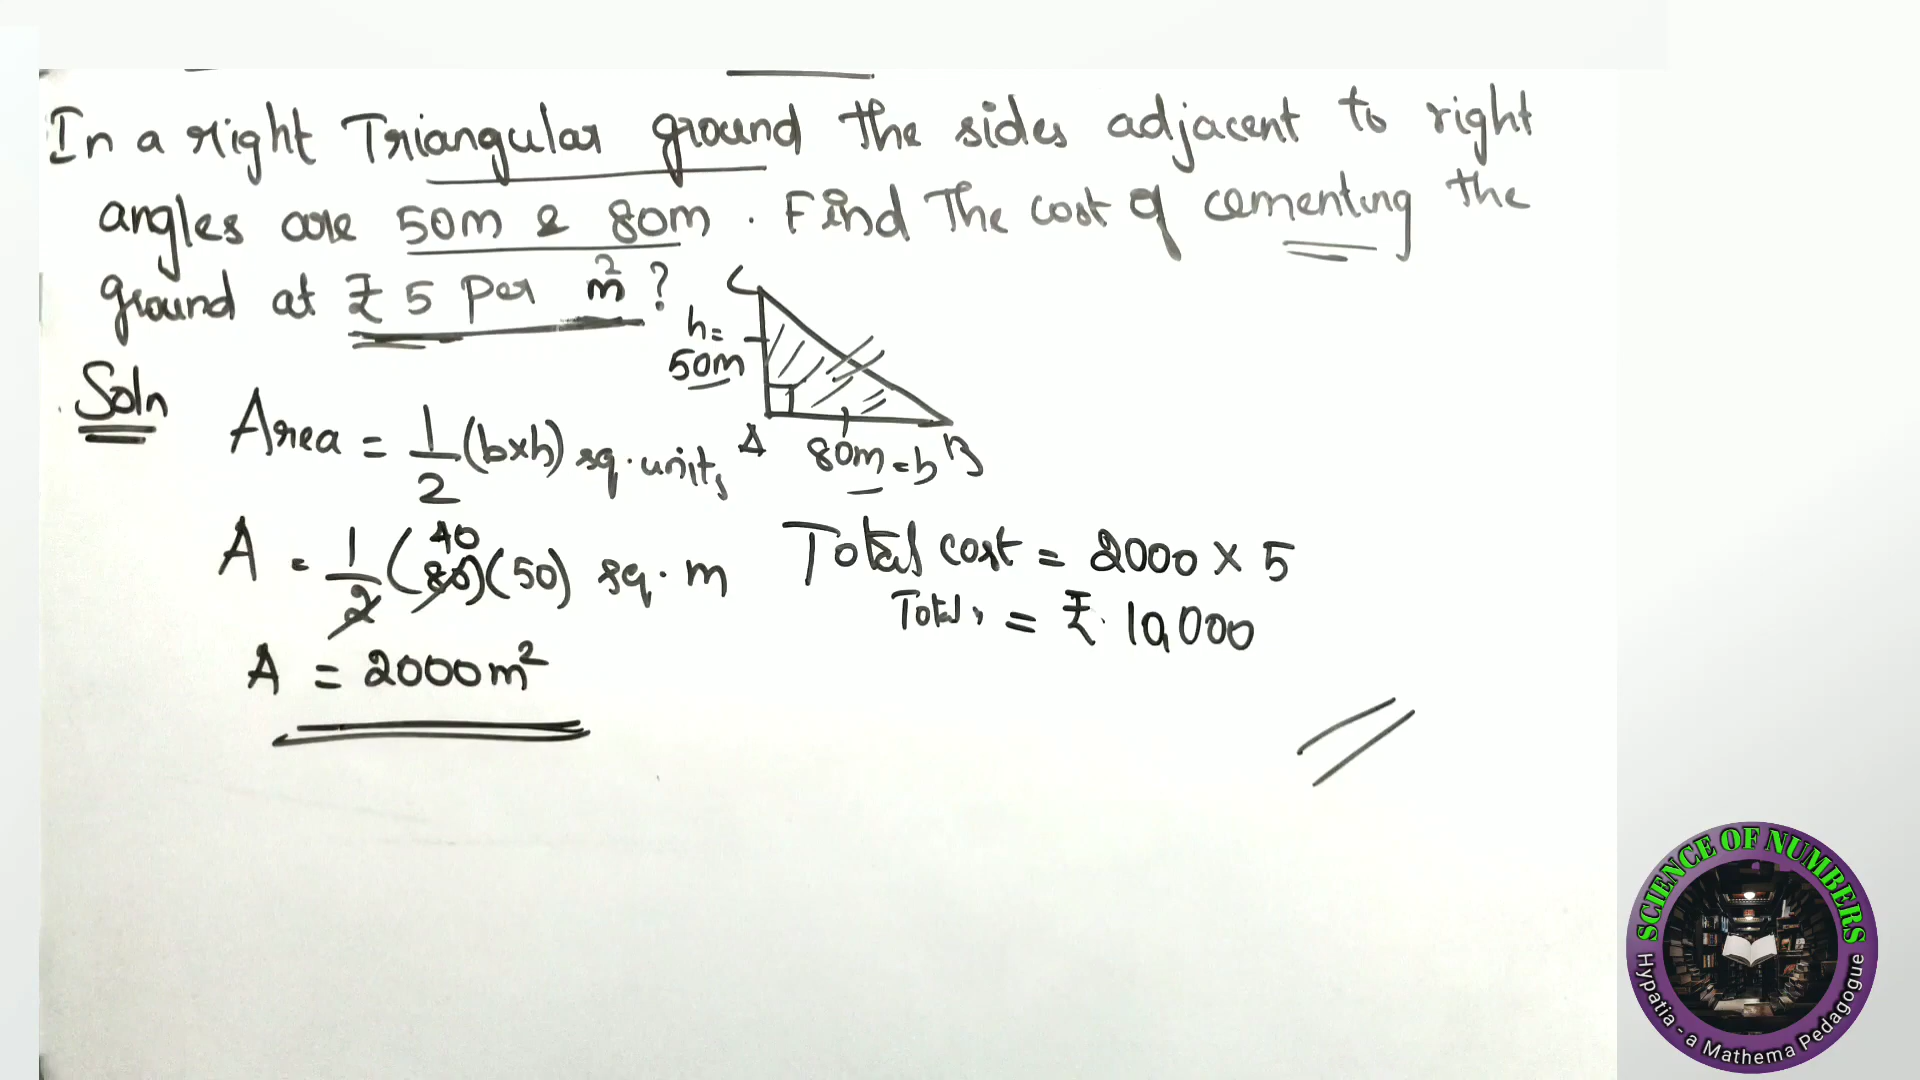 In a right Triangular ground the sides adjacent to right
angles are 50m & 80m. Find The cost of cementing the
ground at ₹ 5 per m²?
C
h=
50m
Soln
Area = 1/2 (b×h) sq. units
A
80m = b
B
A = 1/2 (80)(50) sq. m
40
A = 2000m²
Total cost = 2000 × 5
Total, = ₹. 10,000
SCIENCE OF NUMBERS
Hypatia - a Mathema Pedagogue